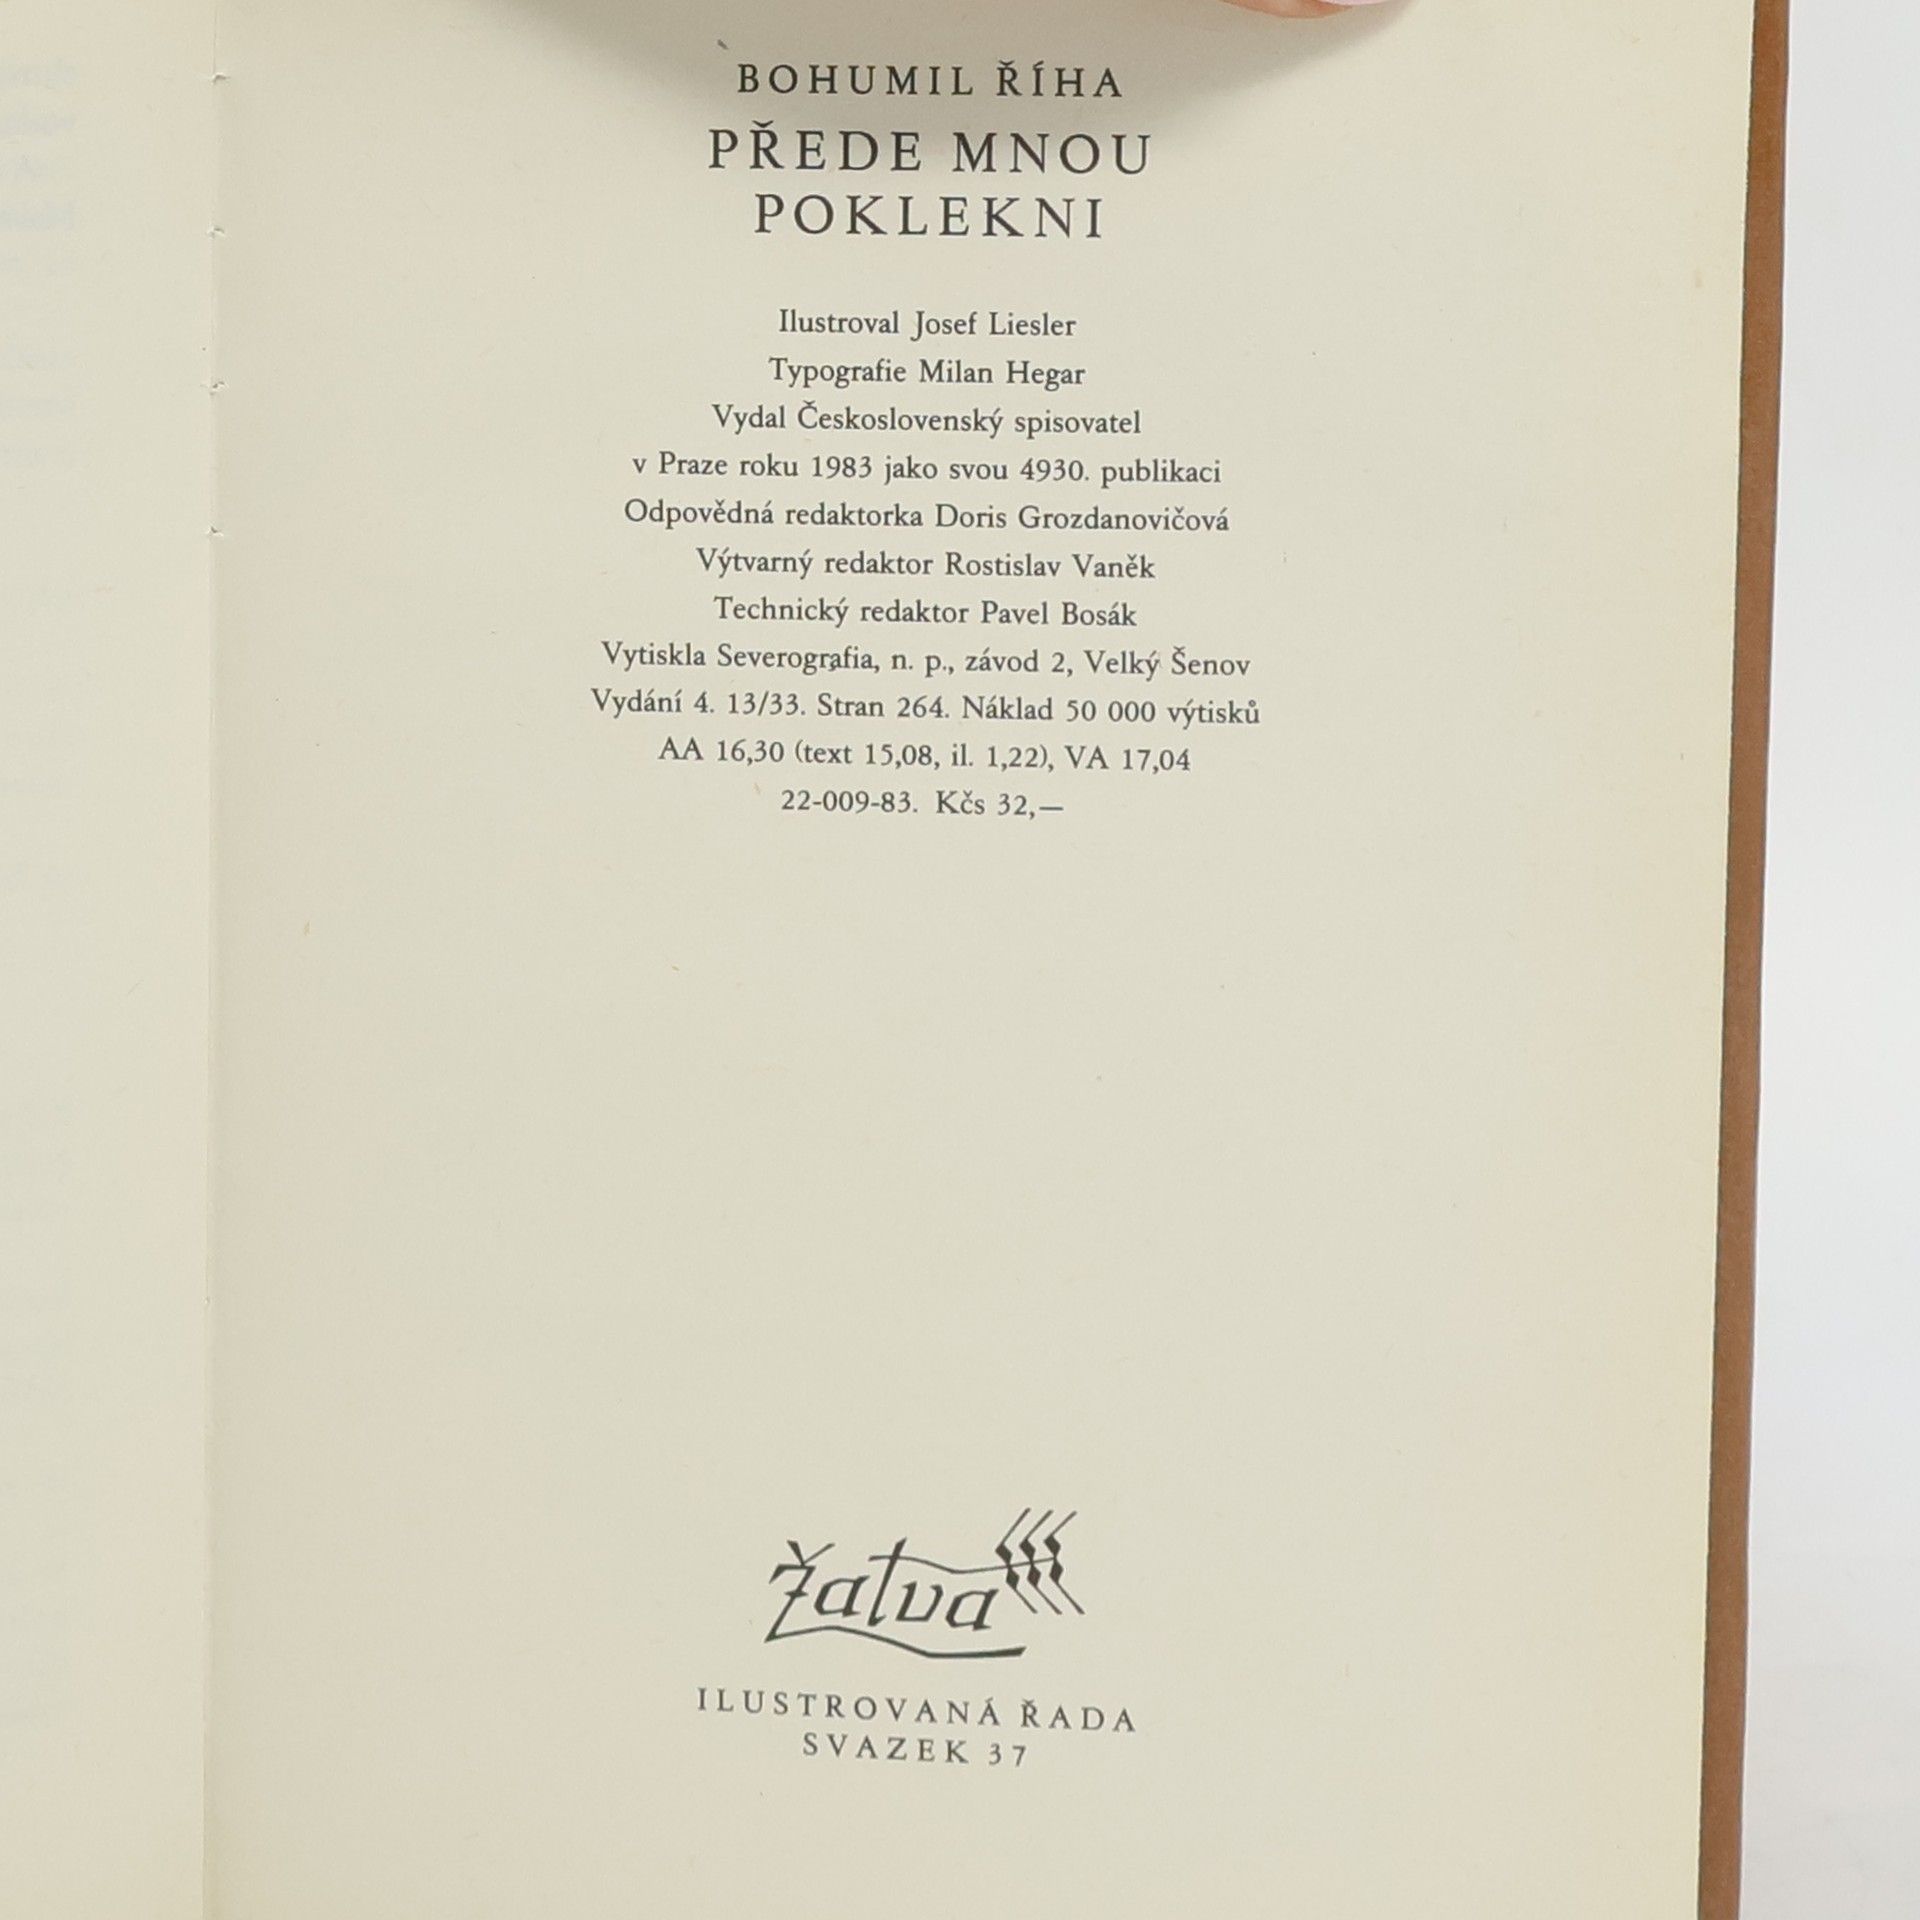 BOHUMIL ŘÍHA
PŘEDE MNOU
POKLEKNI
Ilustroval Josef Liesler
Typografie Milan Hegar
Vydal Československý spisovatel
v Praze roku 1983 jako svou 4930. publikaci
Odpovědná redaktorka Doris Grozdanovičová
Výtvarný redaktor Rostislav Vaněk
Technický redaktor Pavel Bosák
Vytiskla Severografia, n. p., závod 2, Velký Šenov
Vydání 4. 13/33. Stran 264. Náklad 50 000 výtisků
AA 16,30 (text 15,08, il. 1,22), VA 17,04
22-009-83. Kčs 32,—
Žatva
ILUSTROVANÁ ŘADA
SVAZEK 37